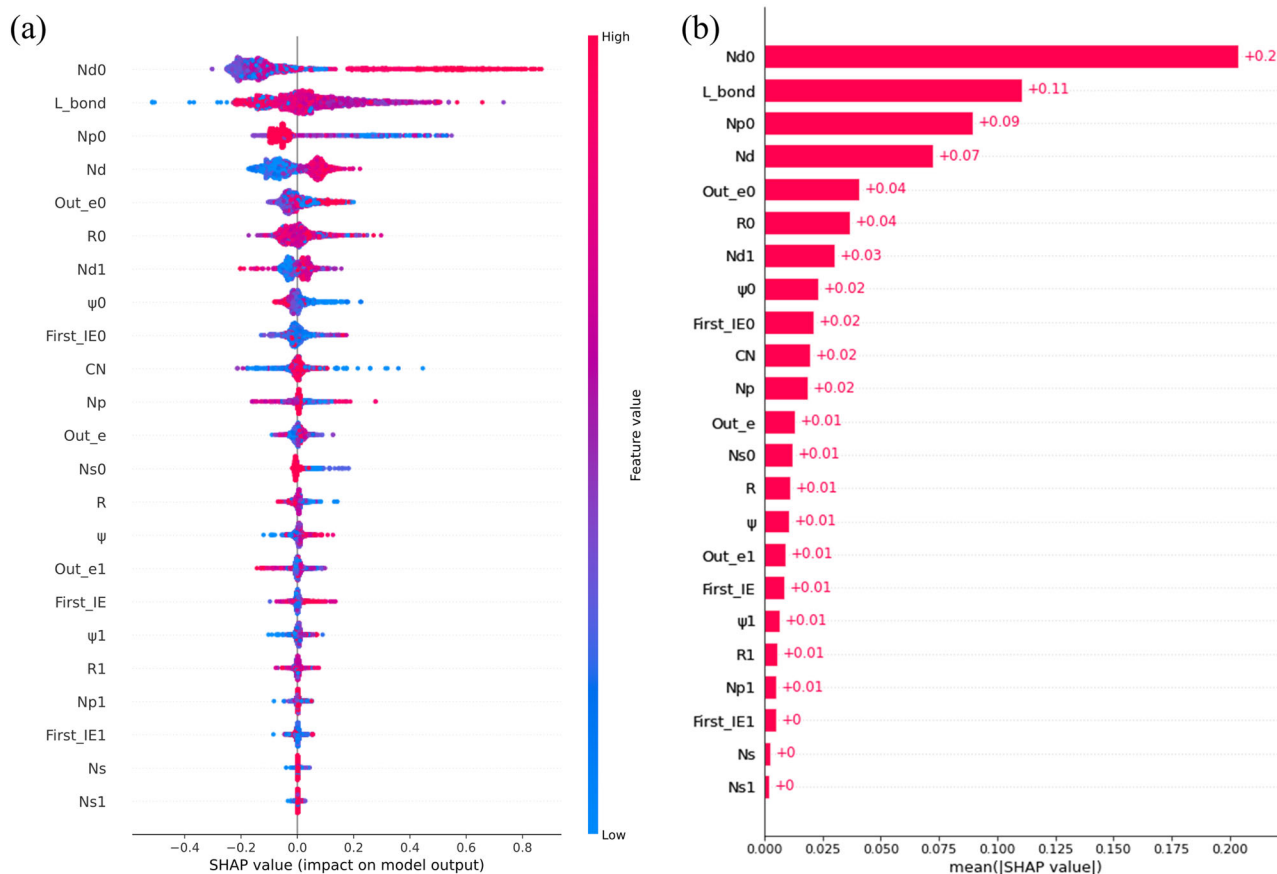 (a)
High
Nd0
L_bond
Np0
Nd
Out_e0
R0
Nd1
ψ0
First_IE0
CN
Np
Out_e
Ns0
R
ψ
Out_e1
First_IE
ψ1
R1
Np1
First_IE1
Ns
Ns1
Feature value
Low
−0.4 −0.2 0.0 0.2 0.4 0.6 0.8
SHAP value (impact on model output)
(b)
Nd0 +0.2
L_bond +0.11
Np0 +0.09
Nd +0.07
Out_e0 +0.04
R0 +0.04
Nd1 +0.03
ψ0 +0.02
First_IE0 +0.02
CN +0.02
Np +0.02
Out_e +0.01
Ns0 +0.01
R +0.01
ψ +0.01
Out_e1 +0.01
First_IE +0.01
ψ1 +0.01
R1 +0.01
Np1 +0.01
First_IE1 +0
Ns +0
Ns1 +0
0.000 0.025 0.050 0.075 0.100 0.125 0.150 0.175 0.200
mean(|SHAP value|)